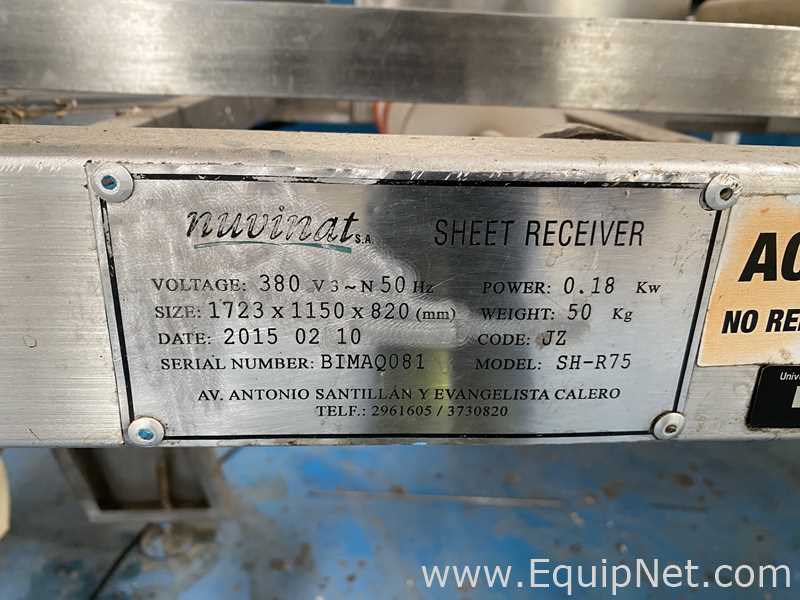 nuvinat S.A. SHEET RECEIVER
VOLTAGE: 380 V 3~N 50 Hz POWER: 0.18 Kw
SIZE: 1723 x 1150 x 820 (mm) WEIGHT: 50 Kg
DATE: 2015 02 10 CODE: JZ
SERIAL NUMBER: BIMAQ081 MODEL: SH-R75
AV. ANTONIO SANTILLÁN Y EVANGELISTA CALERO
TELF.: 2961605 / 3730820
NO RE
www.EquipNet.com